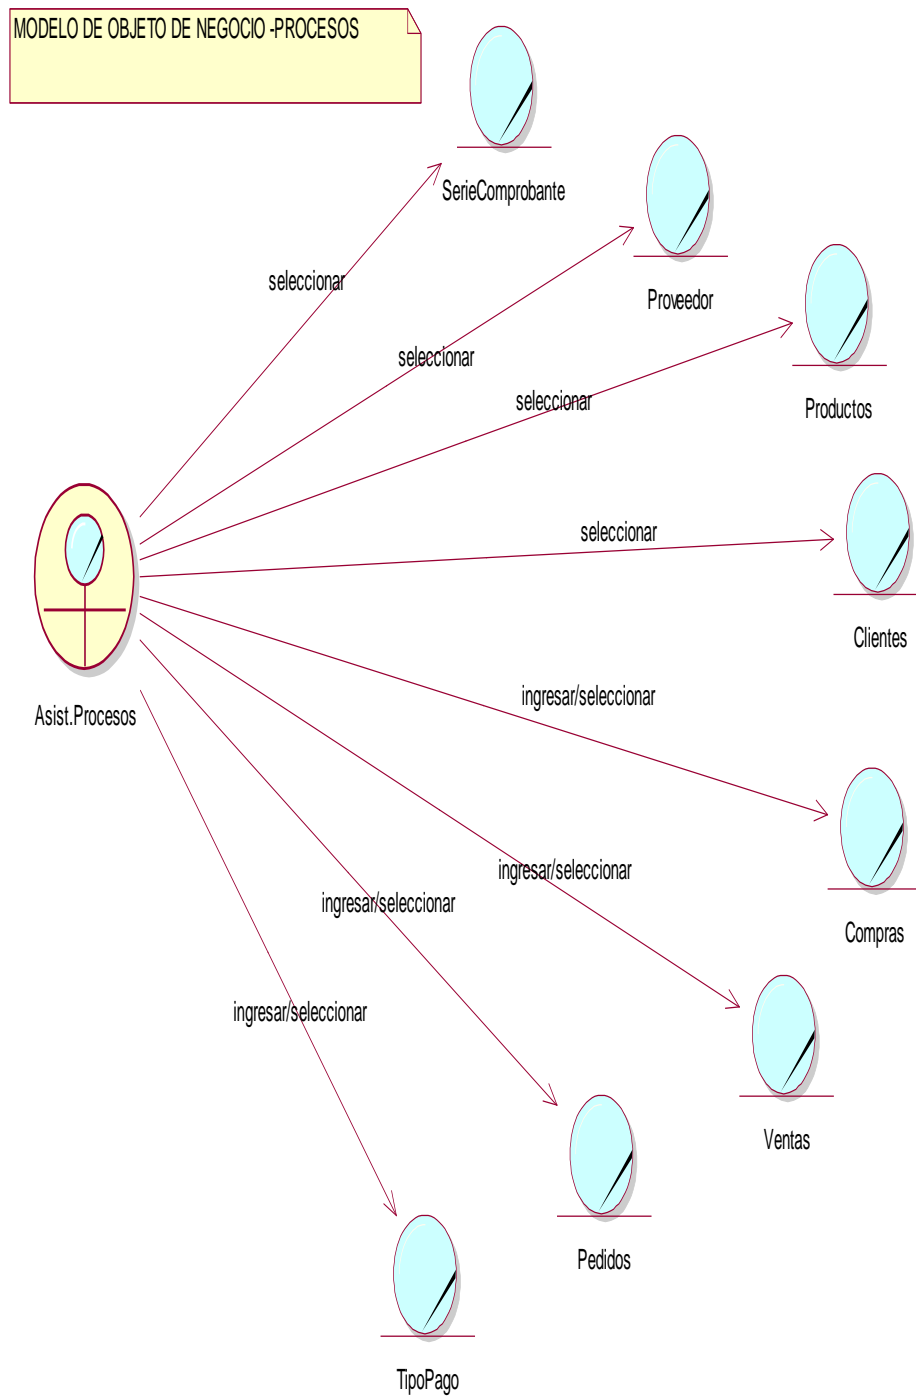 MODELO DE OBJETO DE NEGOCIO -PROCESOS
SerieComprobante
seleccionar
Proveedor
seleccionar
Productos
seleccionar
seleccionar
Clientes
Asist.Procesos
ingresar/seleccionar
Compras
ingresar/seleccionar
ingresar/seleccionar
Ventas
ingresar/seleccionar
Pedidos
TipoPago